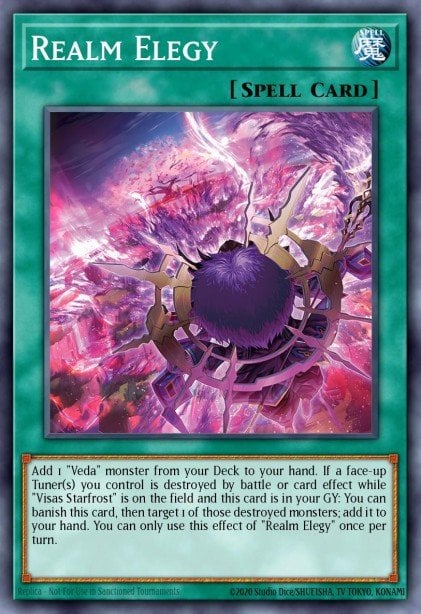 Realm Elegy
SPELL
魔
[Spell Card]
Add 1 "Veda" monster from your Deck to your hand. If a face-up
Tuner(s) you control is destroyed by battle or card effect while
"Visas Starfrost" is on the field and this card is in your GY: You can
banish this card, then target 1 of those destroyed monsters; add it to
your hand. You can only use this effect of "Realm Elegy" once per
turn.
Replica - Not For Use in Sanctioned Tournaments
©2020 Studio Dice/SHUEISHA, TV TOKYO, KONAMI